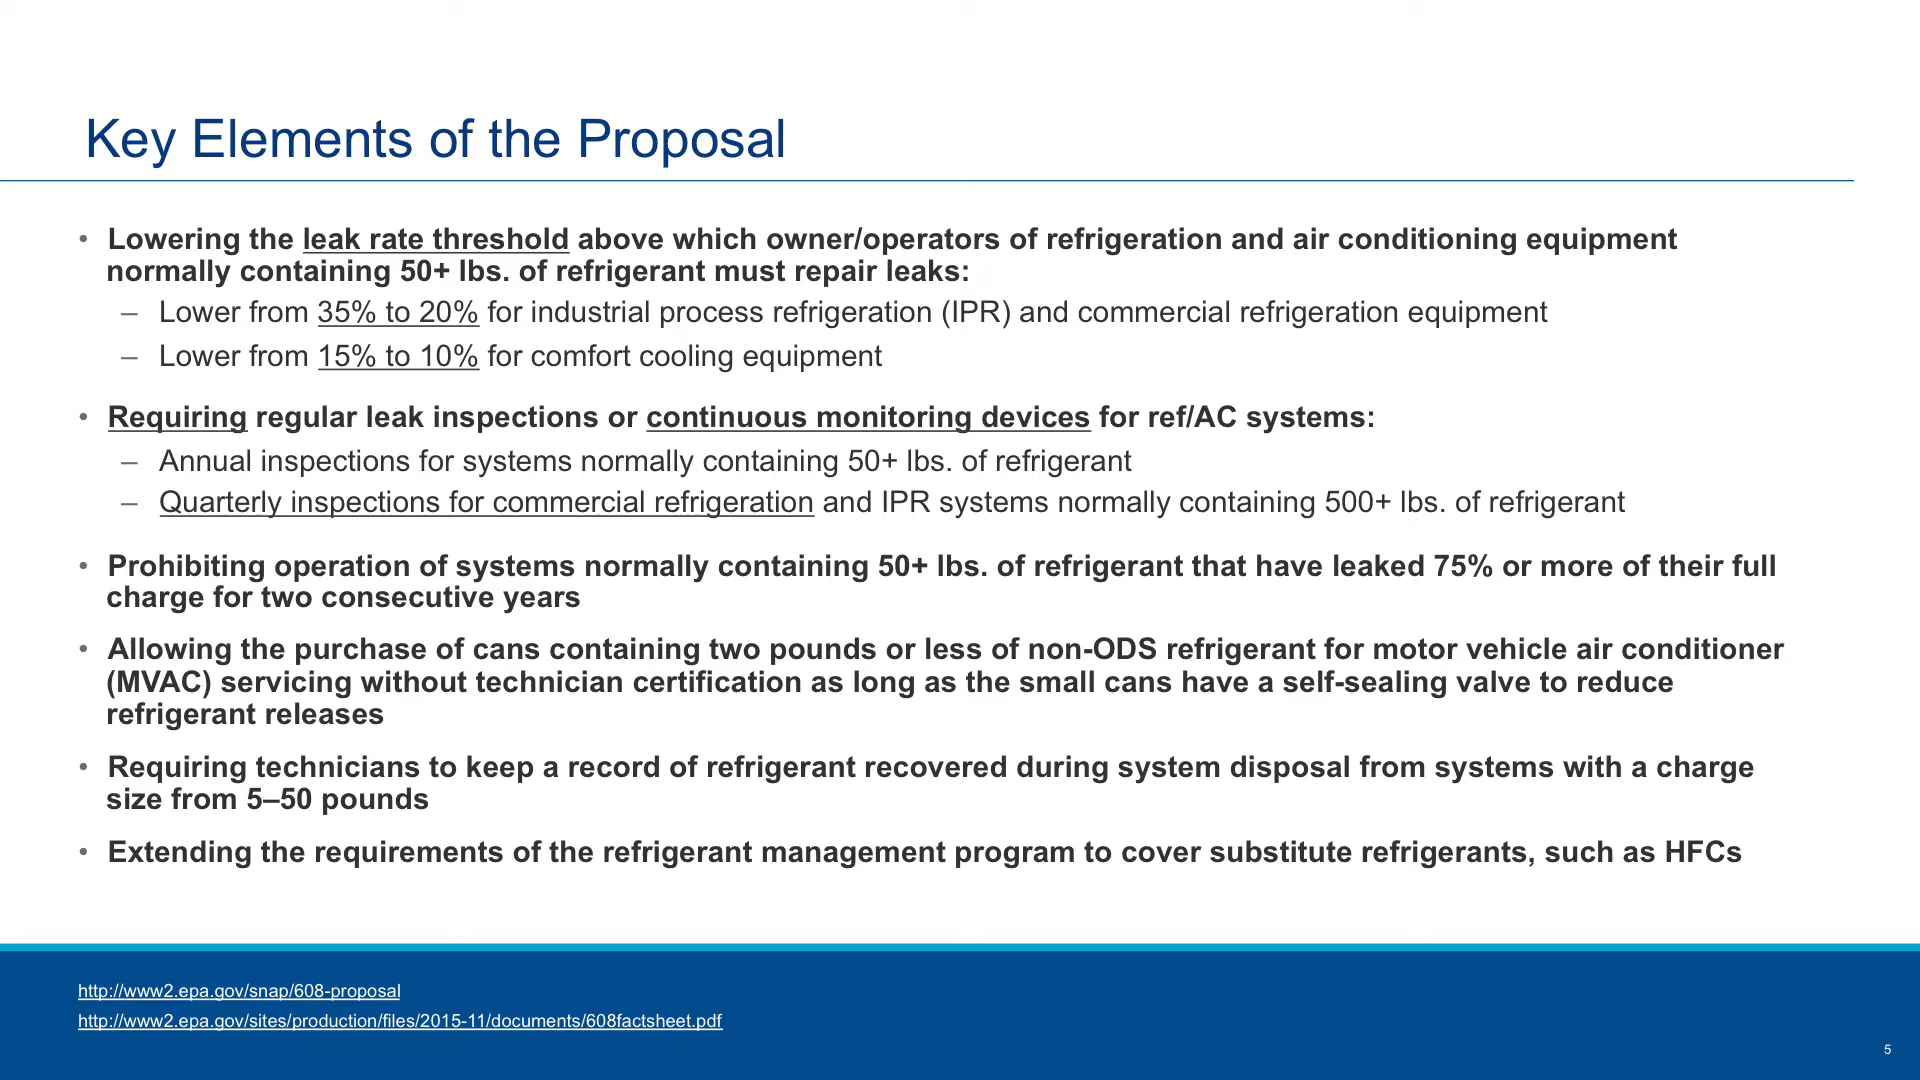 Key Elements of the Proposal
• Lowering the leak rate threshold above which owner/operators of refrigeration and air conditioning equipment
normally containing 50+ lbs. of refrigerant must repair leaks:
– Lower from 35% to 20% for industrial process refrigeration (IPR) and commercial refrigeration equipment
– Lower from 15% to 10% for comfort cooling equipment
• Requiring regular leak inspections or continuous monitoring devices for ref/AC systems:
– Annual inspections for systems normally containing 50+ lbs. of refrigerant
– Quarterly inspections for commercial refrigeration and IPR systems normally containing 500+ lbs. of refrigerant
• Prohibiting operation of systems normally containing 50+ lbs. of refrigerant that have leaked 75% or more of their full
charge for two consecutive years
• Allowing the purchase of cans containing two pounds or less of non-ODS refrigerant for motor vehicle air conditioner
(MVAC) servicing without technician certification as long as the small cans have a self-sealing valve to reduce
refrigerant releases
• Requiring technicians to keep a record of refrigerant recovered during system disposal from systems with a charge
size from 5–50 pounds
• Extending the requirements of the refrigerant management program to cover substitute refrigerants, such as HFCs
http://www2.epa.gov/snap/608-proposal
http://www2.epa.gov/sites/production/files/2015-11/documents/608factsheet.pdf
5